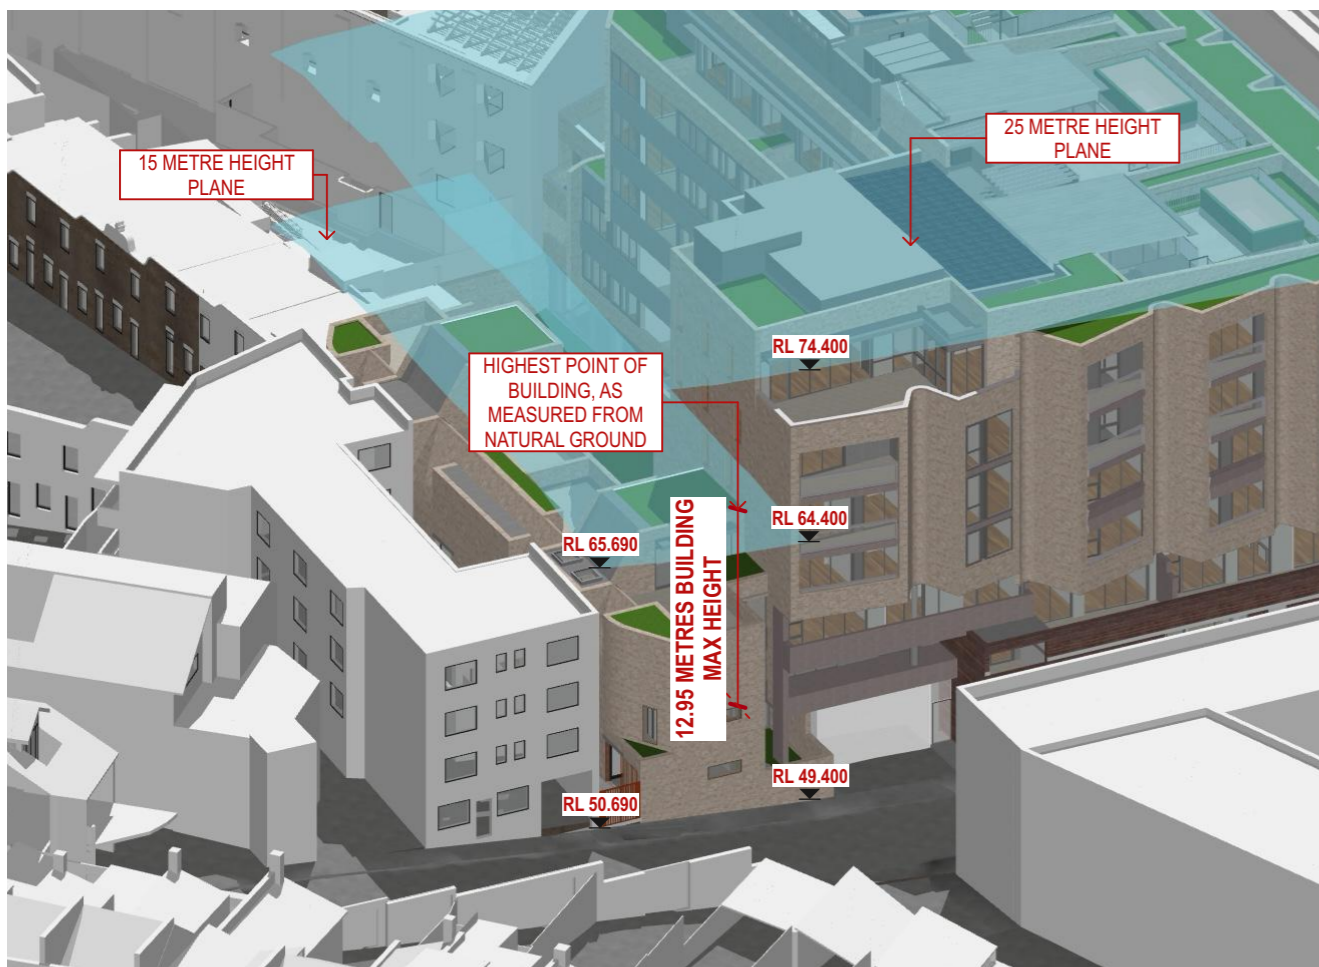 15 METRE HEIGHT
PLANE
25 METRE HEIGHT
PLANE
HIGHEST POINT OF
BUILDING, AS
MEASURED FROM
NATURAL GROUND
RL 74.400
RL 64.400
RL 65.690
12.95 METRES BUILDING
MAX HEIGHT
RL 49.400
RL 50.690